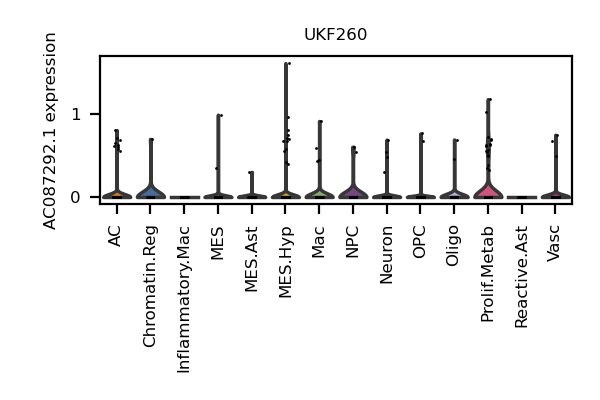 UKF260
AC087292.1 expression
1
0
AC
Chromatin.Reg
Inflammatory.Mac
MES
MES.Ast
MES.Hyp
Mac
NPC
Neuron
OPC
Oligo
Prolif.Metab
Reactive.Ast
Vasc